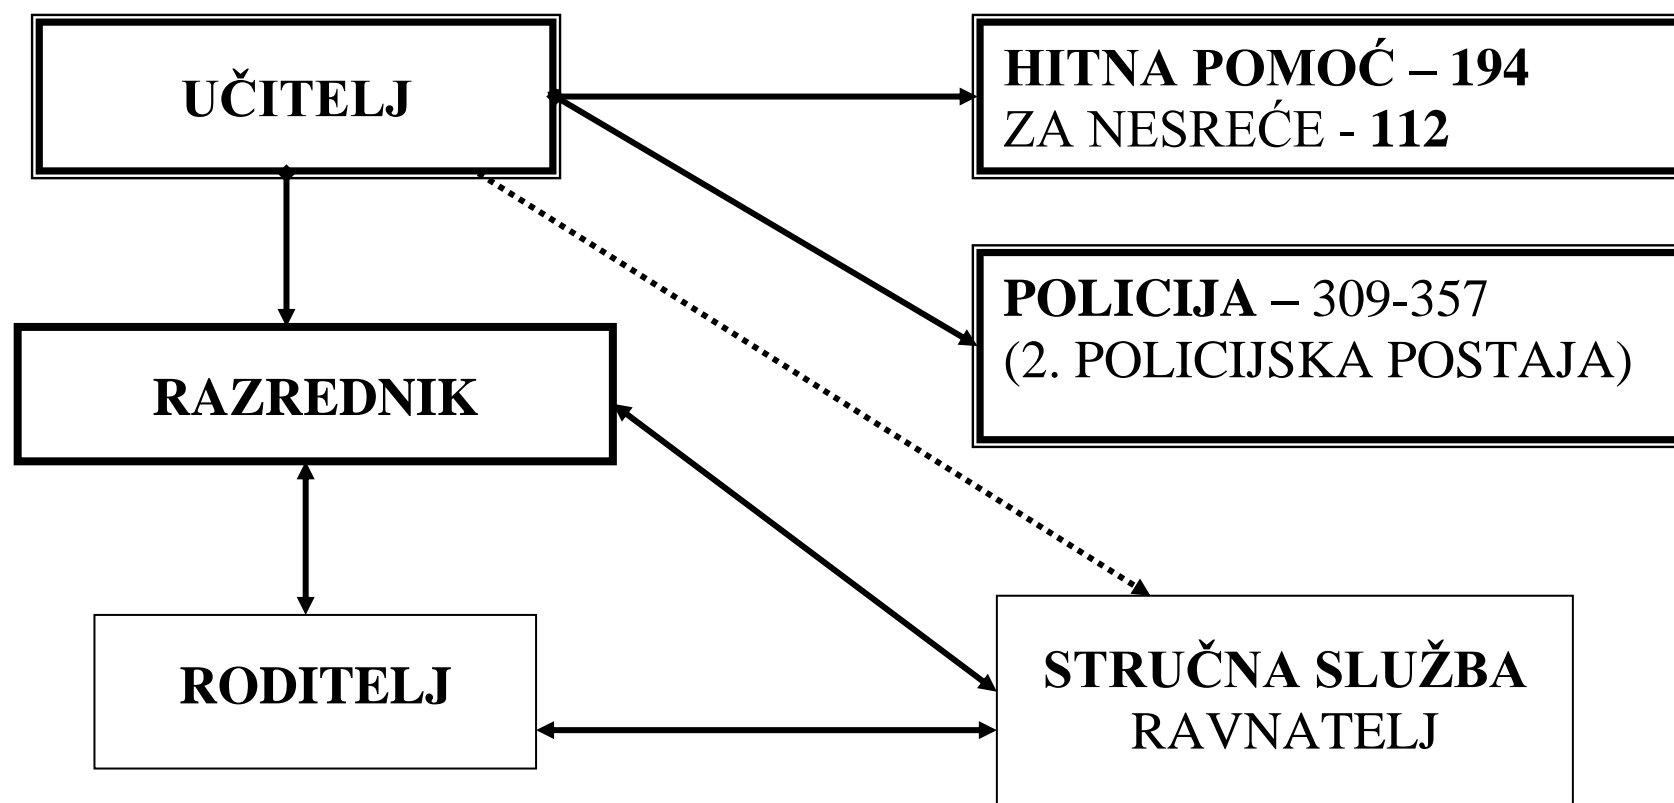 UČITELJ
HITNA POMOĆ – 194
ZA NESREĆE - 112
POLICIJA – 309-357
(2. POLICIJSKA POSTAJA)
RAZREDNIK
RODITELJ
STRUČNA SLUŽBA
RAVNATELJ